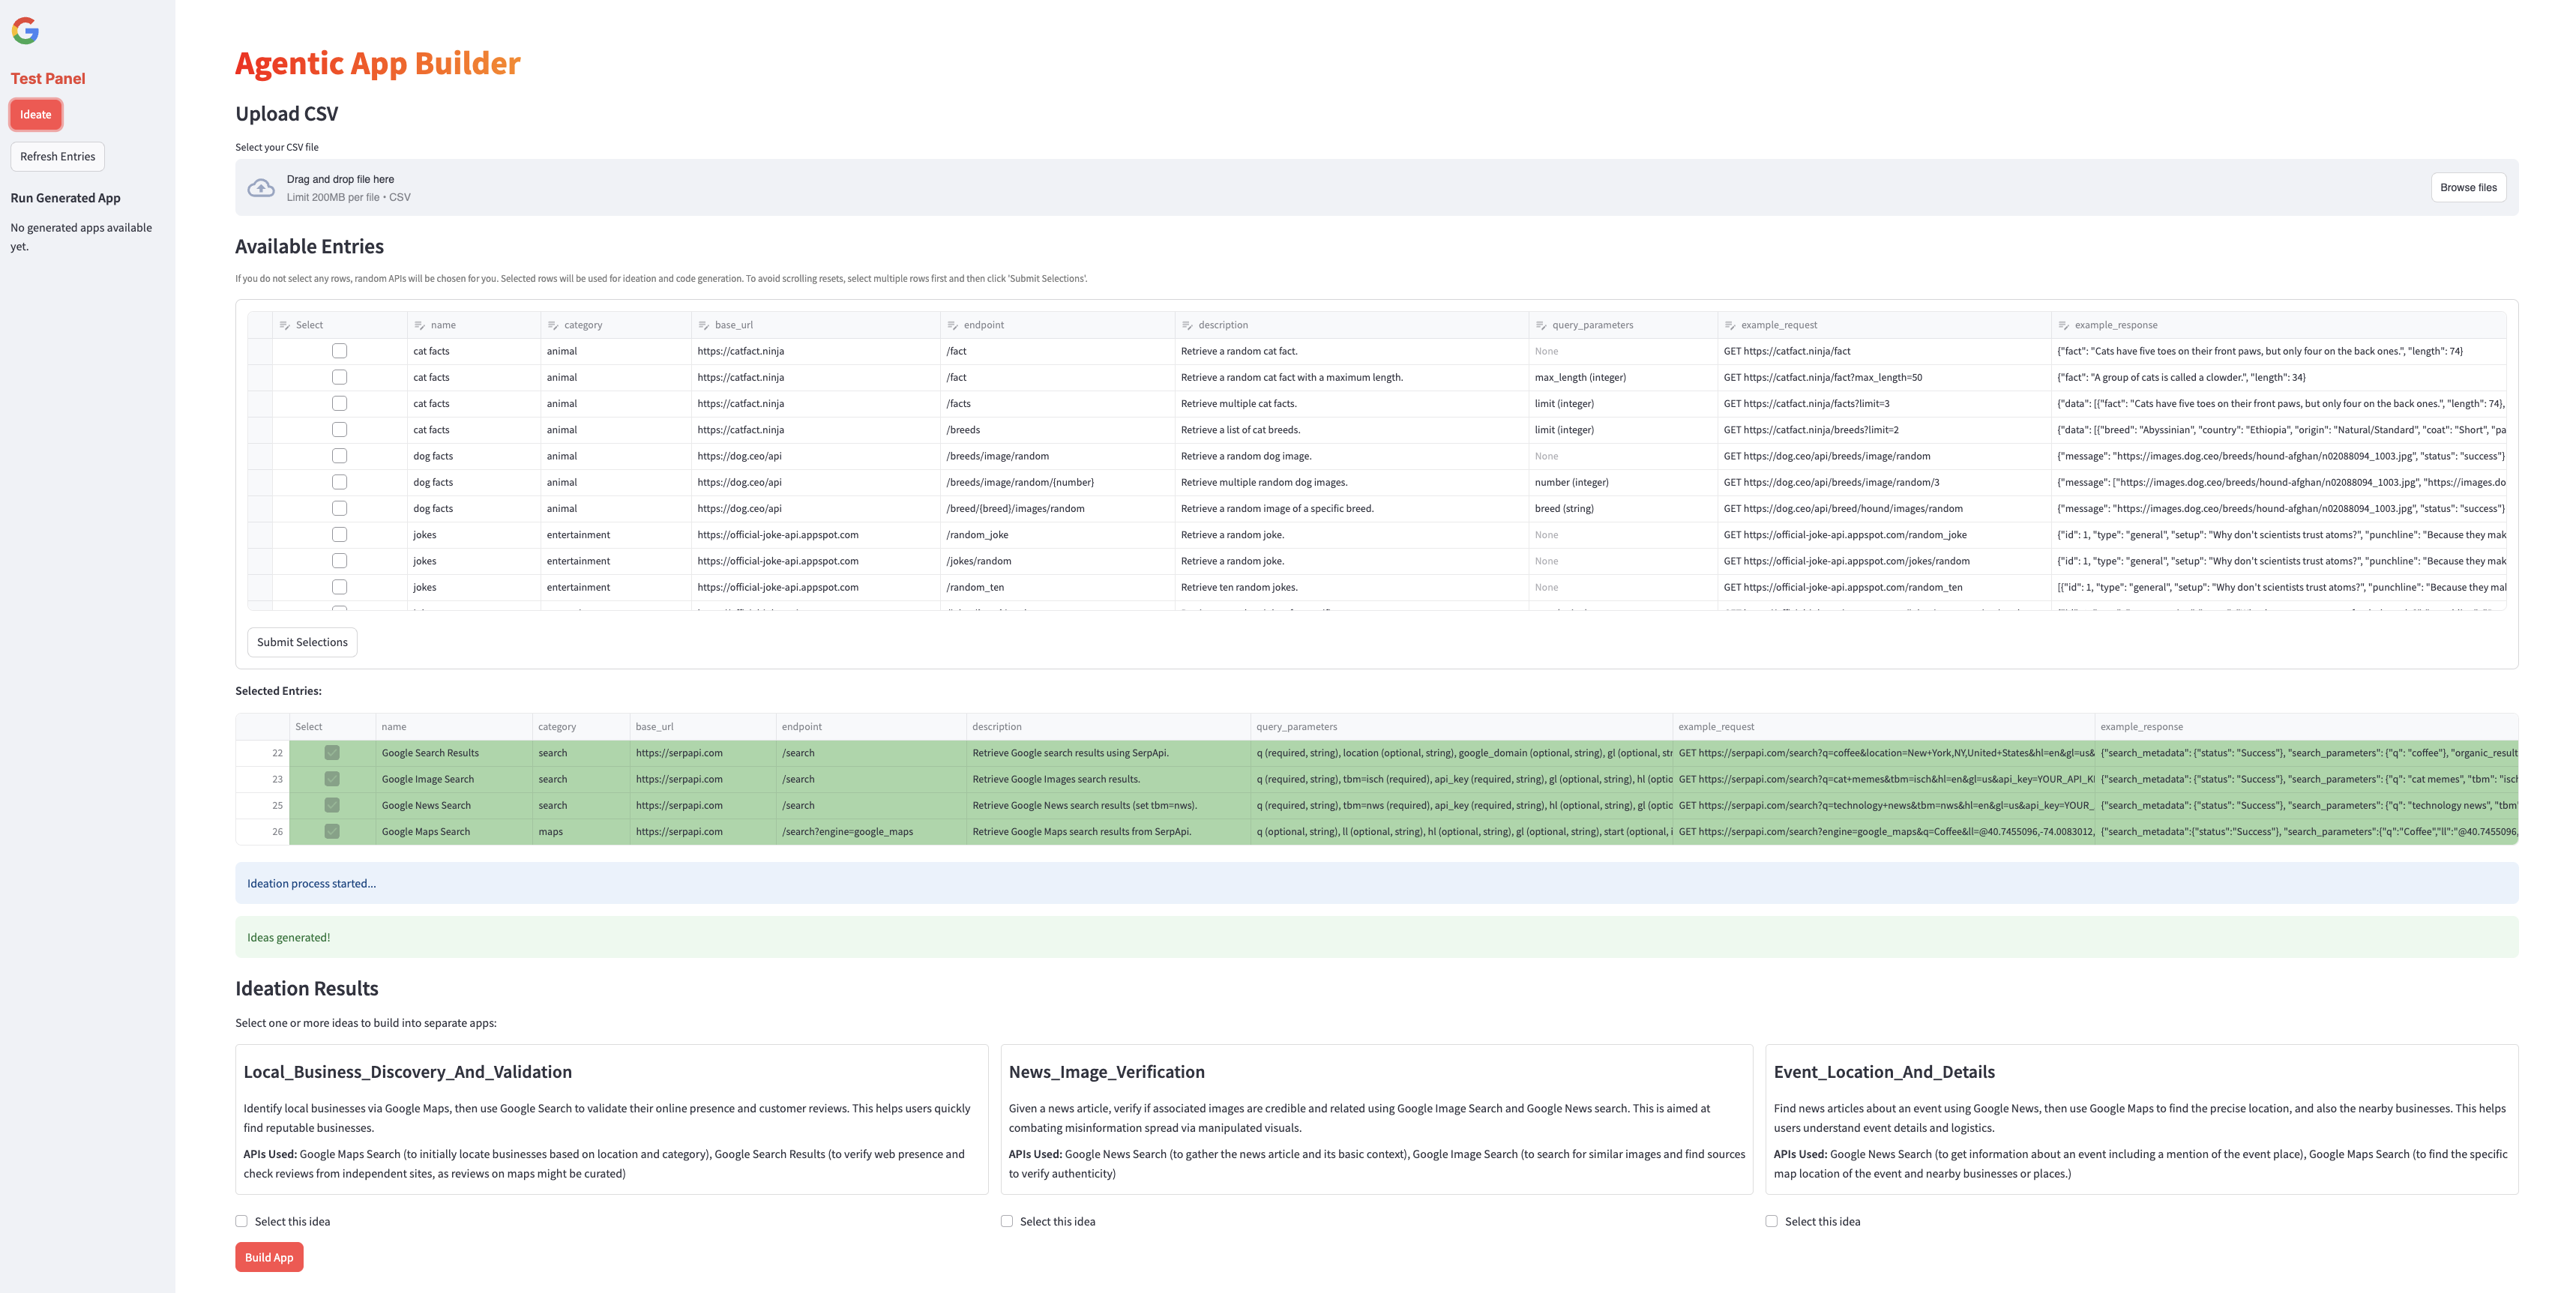 Test Panel
Ideate
Refresh Entries
Run Generated App
No generated apps available
yet.
Agentic App Builder
Upload CSV
Select your CSV file
Drag and drop file here
Limit 200MB per file • CSV
Browse files
Available Entries
If you do not select any rows, random APIs will be chosen for you. Selected rows will be used for ideation and code generation. To avoid scrolling resets, select multiple rows first and then click 'Submit Selections'.
Select name category base_url endpoint description query_parameters example_request example_response
cat facts animal https://catfact.ninja /fact Retrieve a random cat fact. None GET https://catfact.ninja/fact {"fact": "Cats have five toes on their front paws, but only four on the back ones.", "length": 74}
cat facts animal https://catfact.ninja /fact Retrieve a random cat fact with a maximum length. max_length (integer) GET https://catfact.ninja/fact?max_length=50 {"fact": "A group of cats is called a clowder.", "length": 34}
cat facts animal https://catfact.ninja /facts Retrieve multiple cat facts. limit (integer) GET https://catfact.ninja/facts?limit=3 {"data": [{"fact": "Cats have five toes on their front paws, but only four on the back ones.", "length": 74},
cat facts animal https://catfact.ninja /breeds Retrieve a list of cat breeds. limit (integer) GET https://catfact.ninja/breeds?limit=2 {"data": [{"breed": "Abyssinian", "country": "Ethiopia", "origin": "Natural/Standard", "coat": "Short", "pa
dog facts animal https://dog.ceo/api /breeds/image/random Retrieve a random dog image. None GET https://dog.ceo/api/breeds/image/random {"message": "https://images.dog.ceo/breeds/hound-afghan/n02088094_1003.jpg", "status": "success"}
dog facts animal https://dog.ceo/api /breeds/image/random/{number} Retrieve multiple random dog images. number (integer) GET https://dog.ceo/api/breeds/image/random/3 {"message": ["https://images.dog.ceo/breeds/hound-afghan/n02088094_1003.jpg", "https://images.do
dog facts animal https://dog.ceo/api /breed/{breed}/images/random Retrieve a random image of a specific breed. breed (string) GET https://dog.ceo/api/breed/hound/images/random {"message": "https://images.dog.ceo/breeds/hound-afghan/n02088094_1003.jpg", "status": "success"}
jokes entertainment https://official-joke-api.appspot.com /random_joke Retrieve a random joke. None GET https://official-joke-api.appspot.com/random_joke {"id": 1, "type": "general", "setup": "Why don't scientists trust atoms?", "punchline": "Because they mak
jokes entertainment https://official-joke-api.appspot.com /jokes/random Retrieve a random joke. None GET https://official-joke-api.appspot.com/jokes/random {"id": 1, "type": "general", "setup": "Why don't scientists trust atoms?", "punchline": "Because they mak
jokes entertainment https://official-joke-api.appspot.com /random_ten Retrieve ten random jokes. None GET https://official-joke-api.appspot.com/random_ten [{"id": 1, "type": "general", "setup": "Why don't scientists trust atoms?", "punchline": "Because they mal
Submit Selections
Selected Entries:
Select name category base_url endpoint description query_parameters example_request example_response
22 Google Search Results search https://serpapi.com /search Retrieve Google search results using SerpApi. q (required, string), location (optional, string), google_domain (optional, string), gl (optional, str GET https://serpapi.com/search?q=coffee&location=New+York,NY,United+States&hl=en&gl=us& {"search_metadata": {"status": "Success"}, "search_parameters": {"q": "coffee"}, "organic_result
23 Google Image Search search https://serpapi.com /search Retrieve Google Images search results. q (required, string), tbm=isch (required), api_key (required, string), gl (optional, string), hl (optio GET https://serpapi.com/search?q=cat+memes&tbm=isch&hl=en&gl=us&api_key=YOUR_API_KI {"search_metadata": {"status": "Success"}, "search_parameters": {"q": "cat memes", "tbm": "isch
25 Google News Search search https://serpapi.com /search Retrieve Google News search results (set tbm=nws). q (required, string), tbm=nws (required), api_key (required, string), hl (optional, string), gl (optio GET https://serpapi.com/search?q=technology+news&tbm=nws&hl=en&gl=us&api_key=YOUR_ {"search_metadata": {"status": "Success"}, "search_parameters": {"q": "technology news", "tbm"
26 Google Maps Search maps https://serpapi.com /search?engine=google_maps Retrieve Google Maps search results from SerpApi. q (optional, string), ll (optional, string), hl (optional, string), gl (optional, string), start (optional, i GET https://serpapi.com/search?engine=google_maps&q=Coffee&ll=@40.7455096,-74.0083012, {"search_metadata":{"status":"Success"}, "search_parameters":{"q":"Coffee","ll":"@40.7455096,
Ideation process started...
Ideas generated!
Ideation Results
Select one or more ideas to build into separate apps:
Local_Business_Discovery_And_Validation
Identify local businesses via Google Maps, then use Google Search to validate their online presence and customer reviews. This helps users quickly
find reputable businesses.
APIs Used: Google Maps Search (to initially locate businesses based on location and category), Google Search Results (to verify web presence and
check reviews from independent sites, as reviews on maps might be curated)
Select this idea
News_Image_Verification
Given a news article, verify if associated images are credible and related using Google Image Search and Google News search. This is aimed at
combating misinformation spread via manipulated visuals.
APIs Used: Google News Search (to gather the news article and its basic context), Google Image Search (to search for similar images and find sources
to verify authenticity)
Select this idea
Event_Location_And_Details
Find news articles about an event using Google News, then use Google Maps to find the precise location, and also the nearby businesses. This helps
users understand event details and logistics.
APIs Used: Google News Search (to get information about an event including a mention of the event place), Google Maps Search (to find the specific
map location of the event and nearby businesses or places.)
Select this idea
Build App